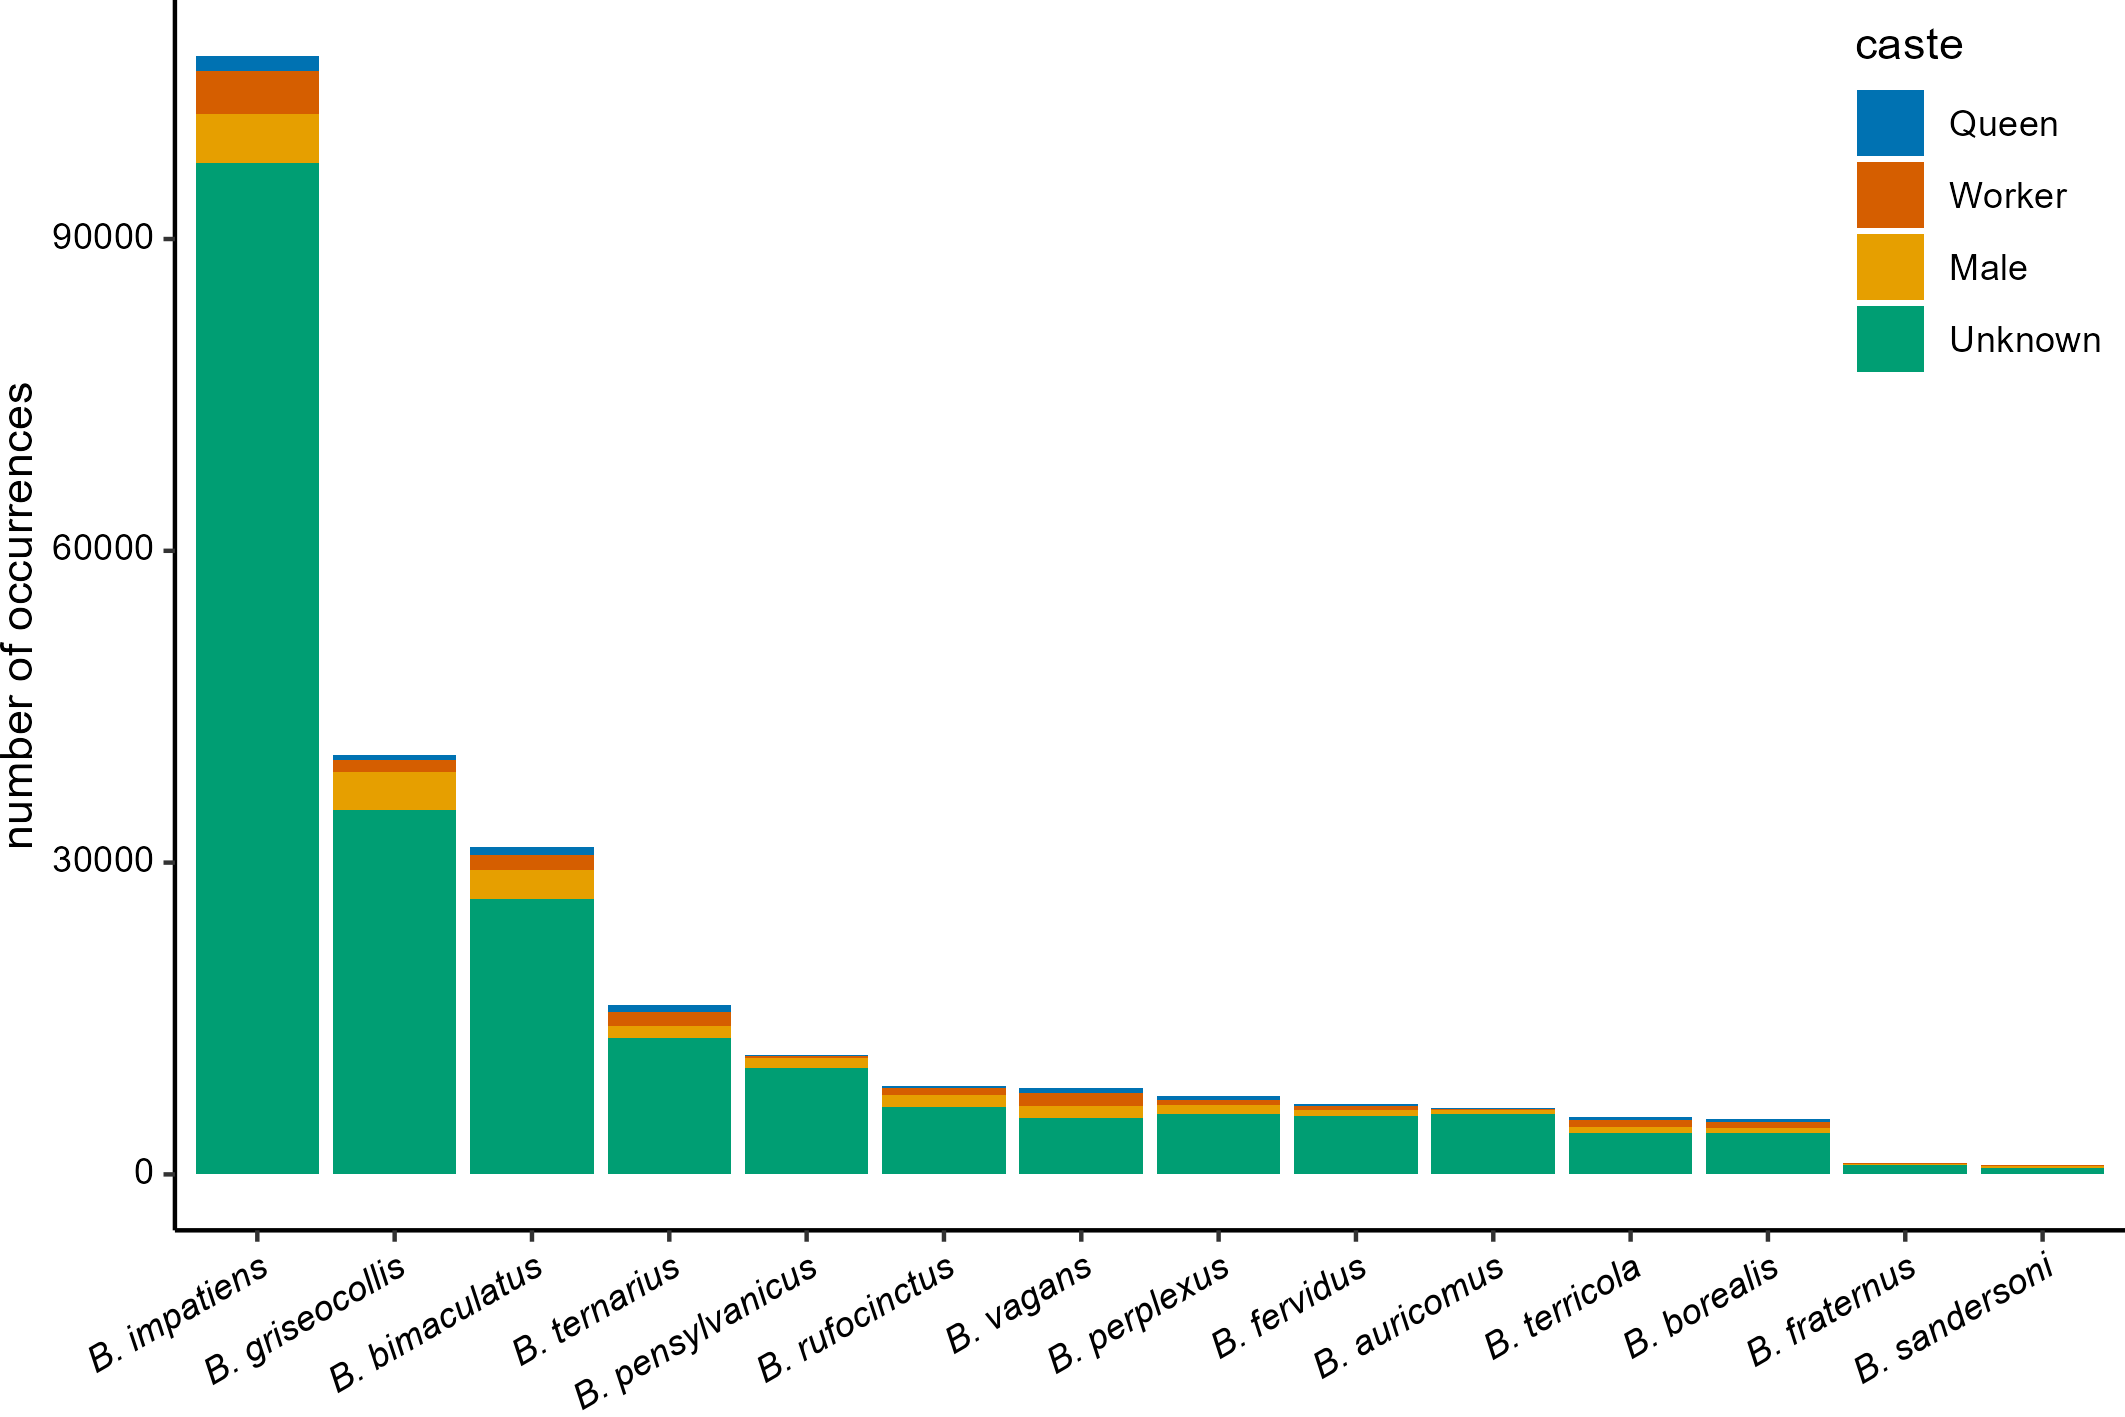 caste
Queen
Worker
Male
Unknown
number of occurrences
90000
60000
30000
0
B. impatiens
B. griseocollis
B. bimaculatus
B. ternarius
B. pensylvanicus
B. rufocinctus
B. vagans
B. perplexus
B. fervidus
B. auricomus
B. terricola
B. borealis
B. fraternus
B. sandersoni